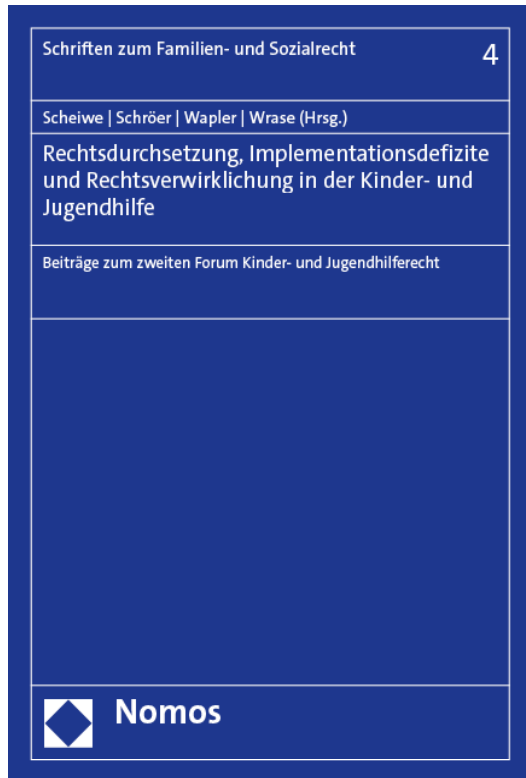 Schriften zum Familien- und Sozialrecht
4
Scheiwe | Schröer | Wapler | Wrase (Hrsg.)
Rechtsdurchsetzung, Implementationsdefizite
und Rechtsverwirklichung in der Kinder- und
Jugendhilfe
Beiträge zum zweiten Forum Kinder- und Jugendhilferecht
Nomos